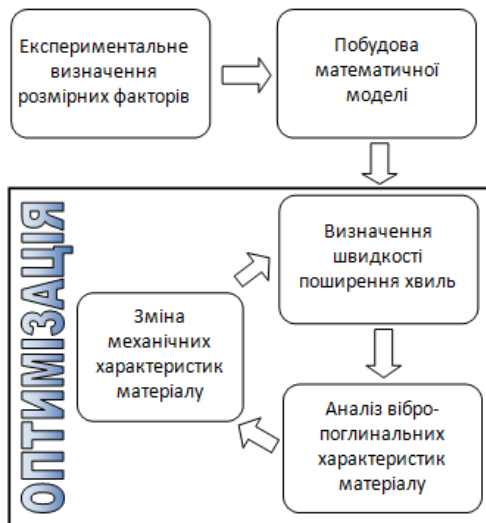 Експериментальне
визначення
розмірних факторів
Побудова
математичної
моделі
ОПТИМІЗАЦІЯ
Визначення
швидкості
поширення хвиль
Зміна
механічних
характеристик
матеріалу
Аналіз вібро-
поглинальних
характеристик
матеріалу